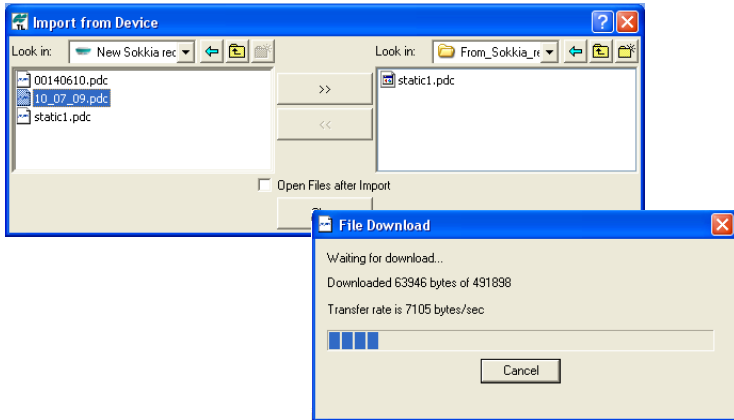 Import from Device
Look in: New Sokkia rec
Look in: From_Sokkia_re
00140610.pdc
10_07_09.pdc
static1.pdc
>>
<<
static1.pdc
Open Files after Import
File Download
Waiting for download...
Downloaded 63946 bytes of 491898
Transfer rate is 7105 bytes/sec
Cancel